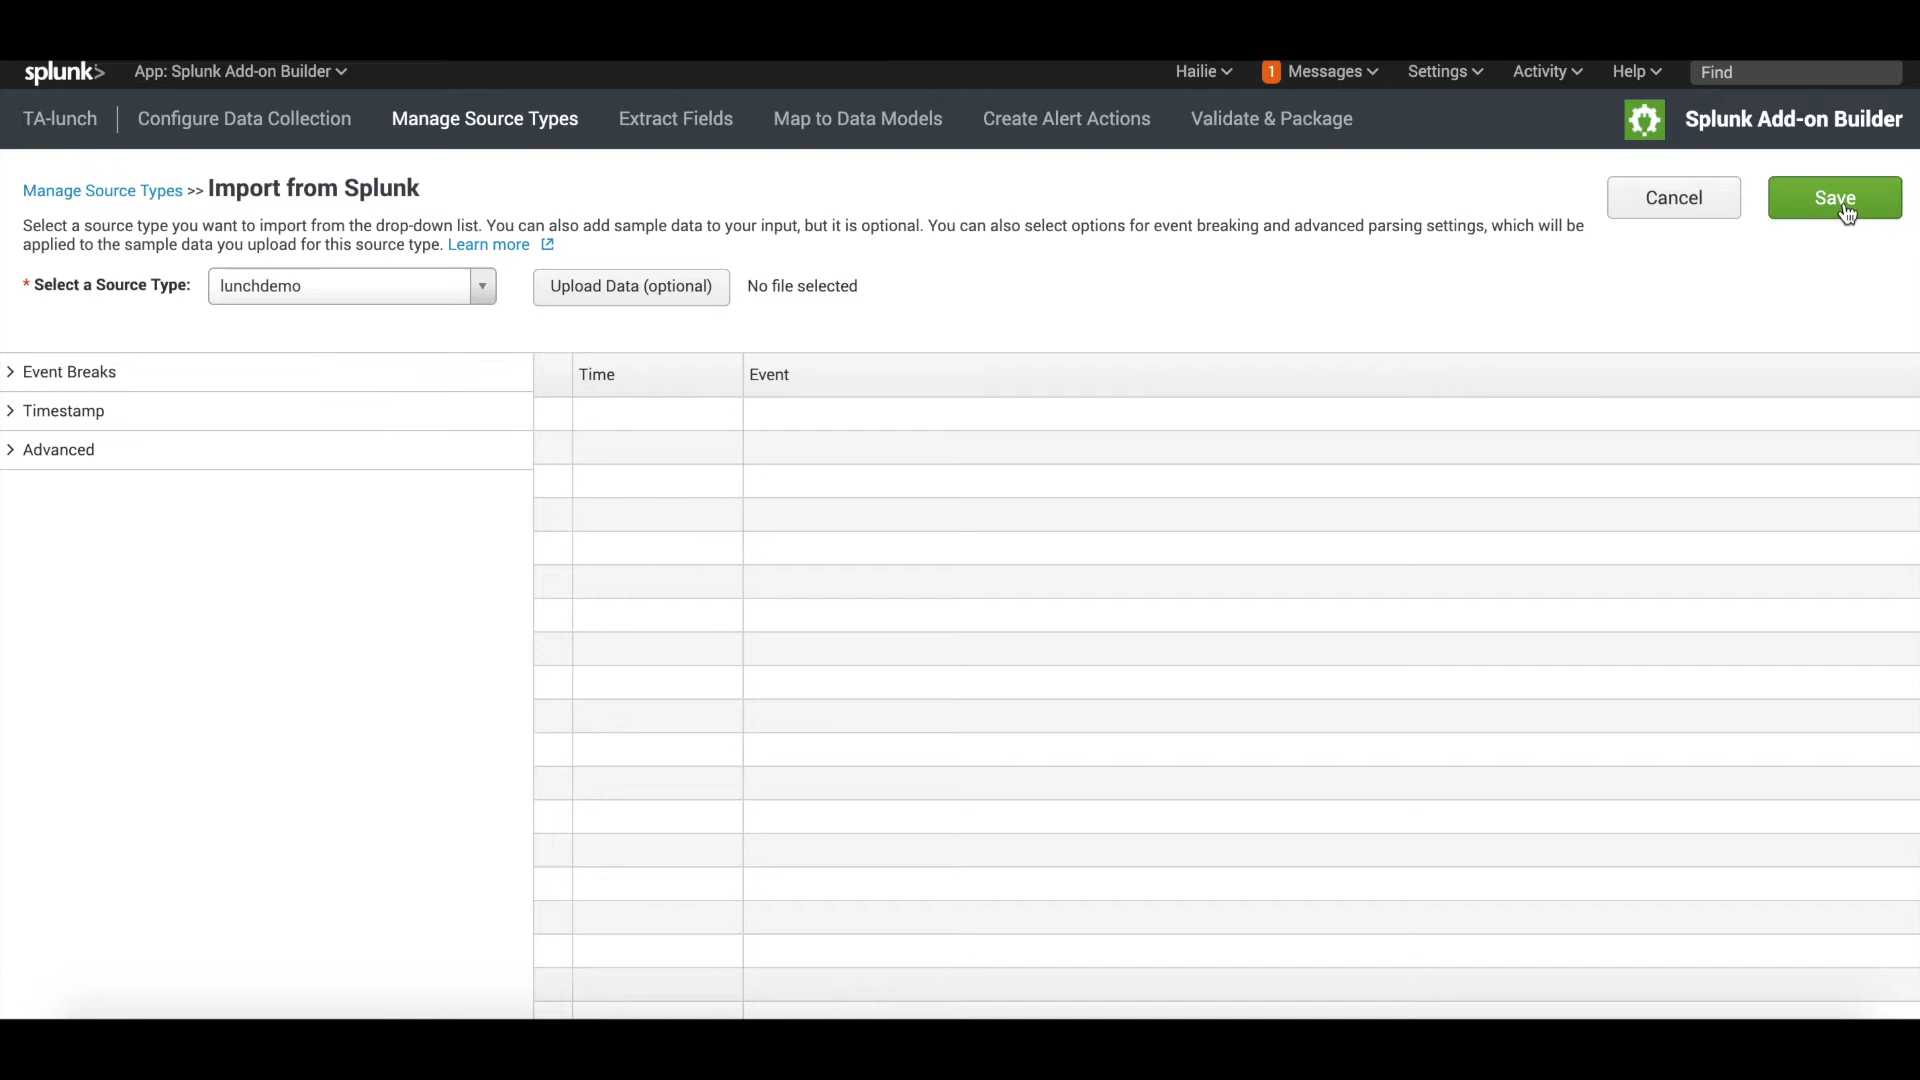 splunk>
App: Splunk Add-on Builder
Hailie
1 Messages
Settings
Activity
Help
Find
TA-lunch
Configure Data Collection
Manage Source Types
Extract Fields
Map to Data Models
Create Alert Actions
Validate & Package
Splunk Add-on Builder
Manage Source Types >> Import from Splunk
Cancel
Save
Select a source type you want to import from the drop-down list. You can also add sample data to your input, but it is optional. You can also select options for event breaking and advanced parsing settings, which will be
applied to the sample data you upload for this source type. Learn more
* Select a Source Type:
lunchdemo
Upload Data (optional)
No file selected
Event Breaks
Timestamp
Advanced
Time
Event